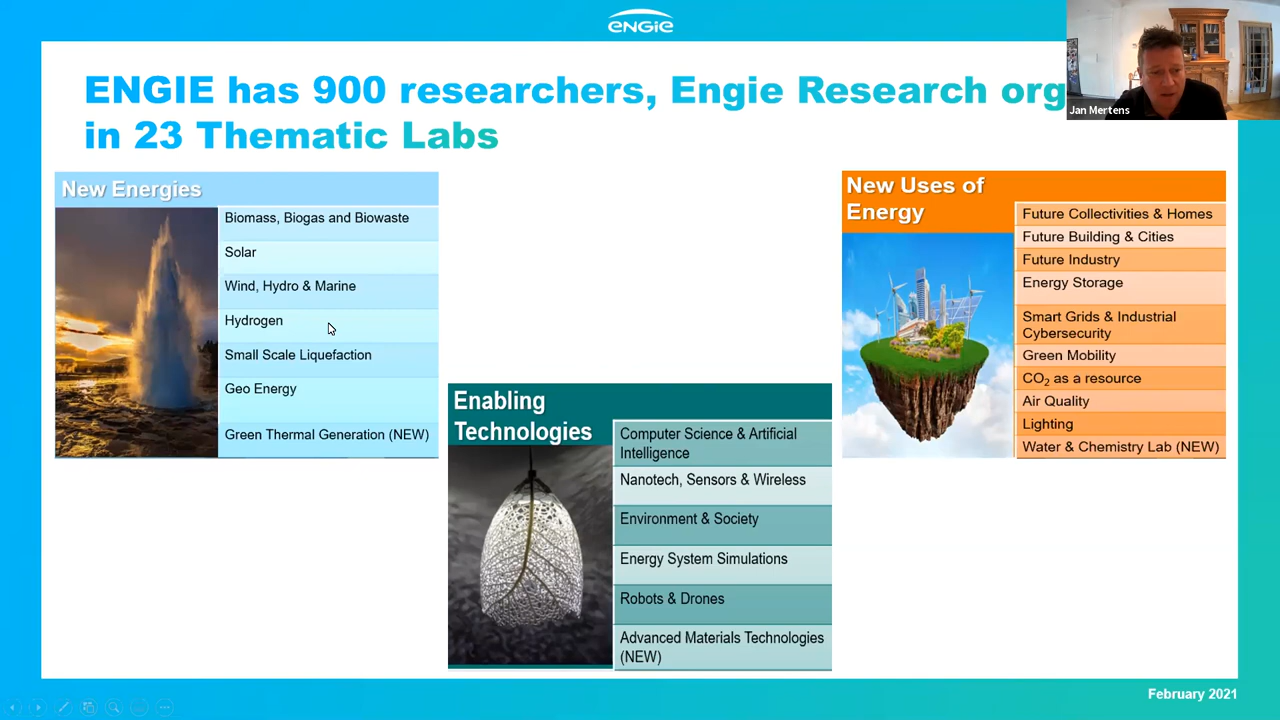 ENGIE
ENGIE has 900 researchers, Engie Research org
in 23 Thematic Labs
Jan Mertens
New Energies
Biomass, Biogas and Biowaste
Solar
Wind, Hydro & Marine
Hydrogen
Small Scale Liquefaction
Geo Energy
Green Thermal Generation (NEW)
Enabling
Technologies
Computer Science & Artificial
Intelligence
Nanotech, Sensors & Wireless
Environment & Society
Energy System Simulations
Robots & Drones
Advanced Materials Technologies
(NEW)
New Uses of
Energy
Future Collectivities & Homes
Future Building & Cities
Future Industry
Energy Storage
Smart Grids & Industrial
Cybersecurity
Green Mobility
CO₂ as a resource
Air Quality
Lighting
Water & Chemistry Lab (NEW)
February 2021